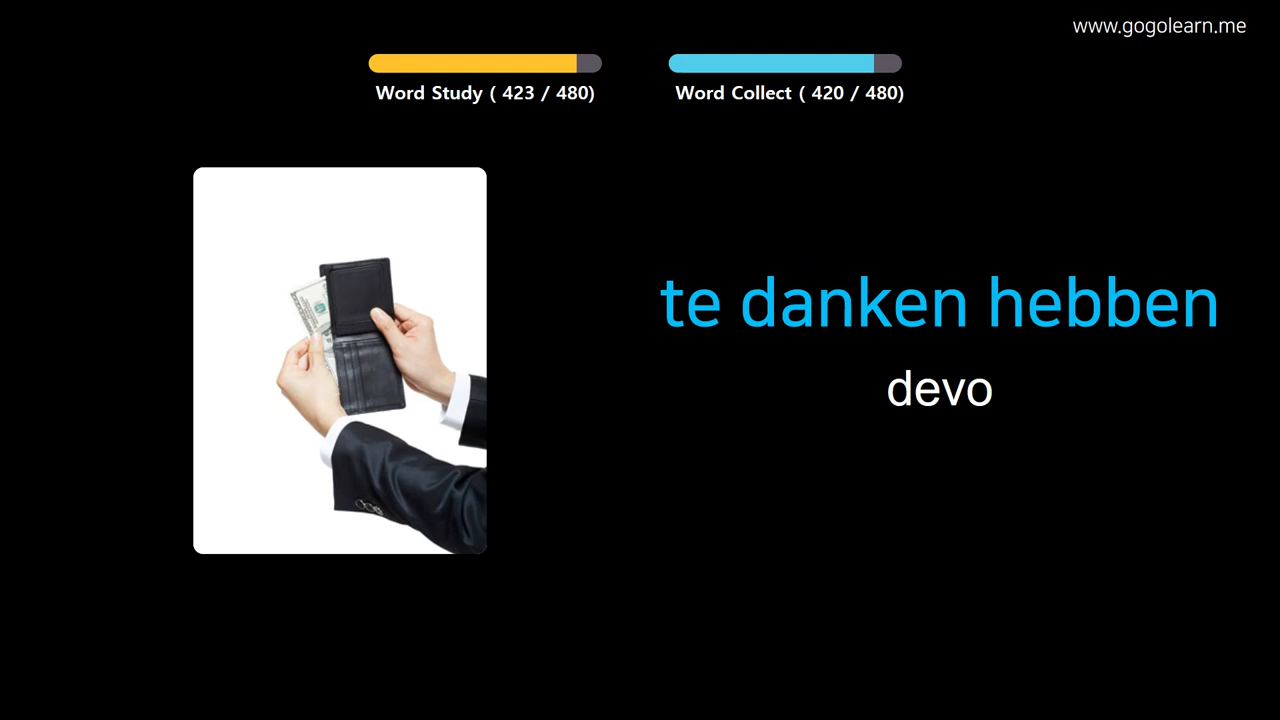 www.gogolearn.me
Word Study ( 423 / 480)
Word Collect ( 420 / 480)
te danken hebben
devo